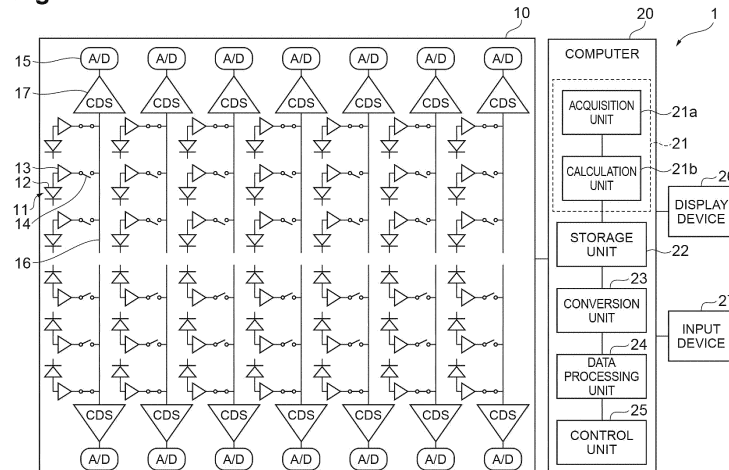 10
20
1
15
A/D A/D A/D A/D A/D A/D A/D
COMPUTER
17
CDS CDS CDS CDS CDS CDS CDS
ACQUISITION
UNIT
21a
21
13
12
11
14
CALCULATION
UNIT
21b
DISPLAY
DEVICE
16
STORAGE
UNIT
22
23
CONVERSION
UNIT
INPUT
DEVICE
24
DATA
PROCESSING
UNIT
25
CONTROL
UNIT
CDS CDS CDS CDS CDS CDS CDS
A/D A/D A/D A/D A/D A/D A/D